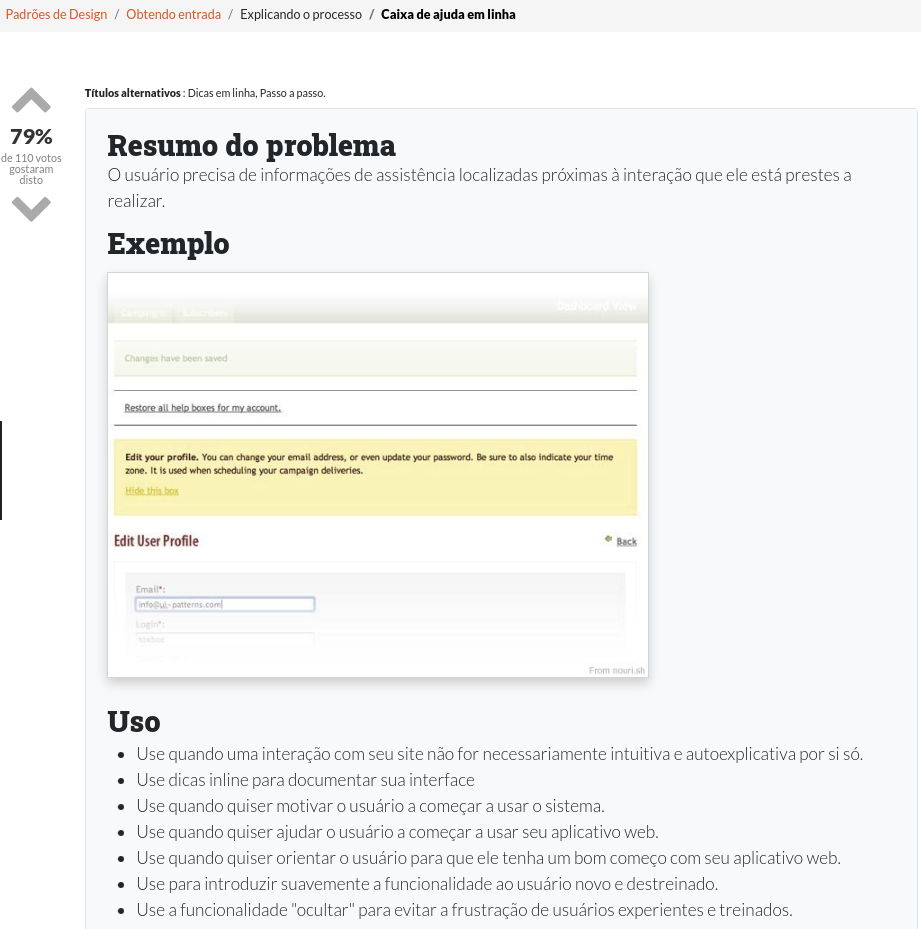 Padrões de Design / Obtendo entrada / Explicando o processo / Caixa de ajuda em linha
Títulos alternativos : Dicas em linha, Passo a passo.
79%
de 110 votos
gostaram
disto
Resumo do problema
O usuário precisa de informações de assistência localizadas próximas à interação que ele está prestes a
realizar.
Exemplo
Dashboard View
Campaigns Subscribers
Changes have been saved
Restore all help boxes for my account.
Edit your profile. You can change your email address, or even update your password. Be sure to also indicate your time
zone. It is used when scheduling your campaign deliveries.
Hide this box
Edit User Profile
Back
Email*:
info@ui-patterns.com
Login*:
From nouri.sh
Uso
Use quando uma interação com seu site não for necessariamente intuitiva e autoexplicativa por si só.
Use dicas inline para documentar sua interface
Use quando quiser motivar o usuário a começar a usar o sistema.
Use quando quiser ajudar o usuário a começar a usar seu aplicativo web.
Use quando quiser orientar o usuário para que ele tenha um bom começo com seu aplicativo web.
Use para introduzir suavemente a funcionalidade ao usuário novo e destreinado.
Use a funcionalidade "ocultar" para evitar a frustração de usuários experientes e treinados.